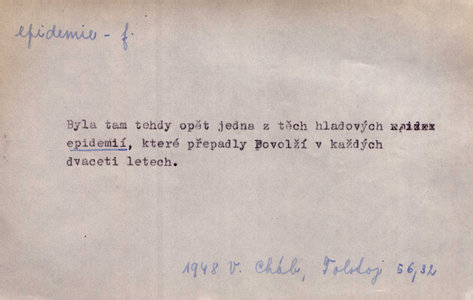 epidemie - f.
Byla tam tehdy opět jedna z těch hladových
epidemií, které přepadly Povolží v každých
dvaceti letech.
1948 V. Cháb, Tolstoj 56,32